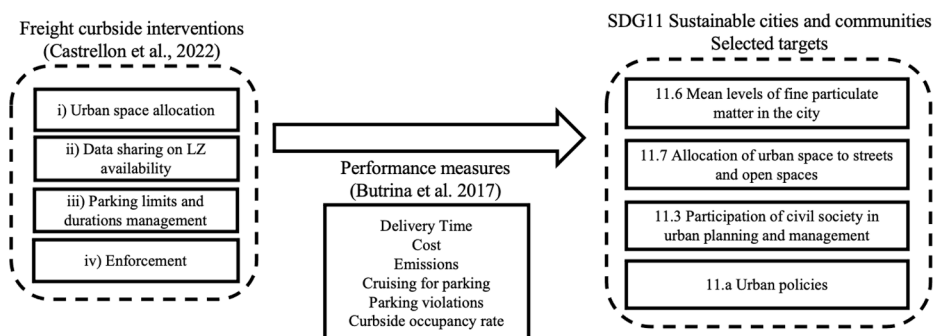 Freight curbside interventions
(Castrellon et al., 2022)
i) Urban space allocation
ii) Data sharing on LZ
availability
iii) Parking limits and
durations management
iv) Enforcement
Performance measures
(Butrina et al. 2017)
Delivery Time
Cost
Emissions
Cruising for parking
Parking violations
Curbside occupancy rate
SDG11 Sustainable cities and communities
Selected targets
11.6 Mean levels of fine particulate
matter in the city
11.7 Allocation of urban space to streets
and open spaces
11.3 Participation of civil society in
urban planning and management
11.a Urban policies